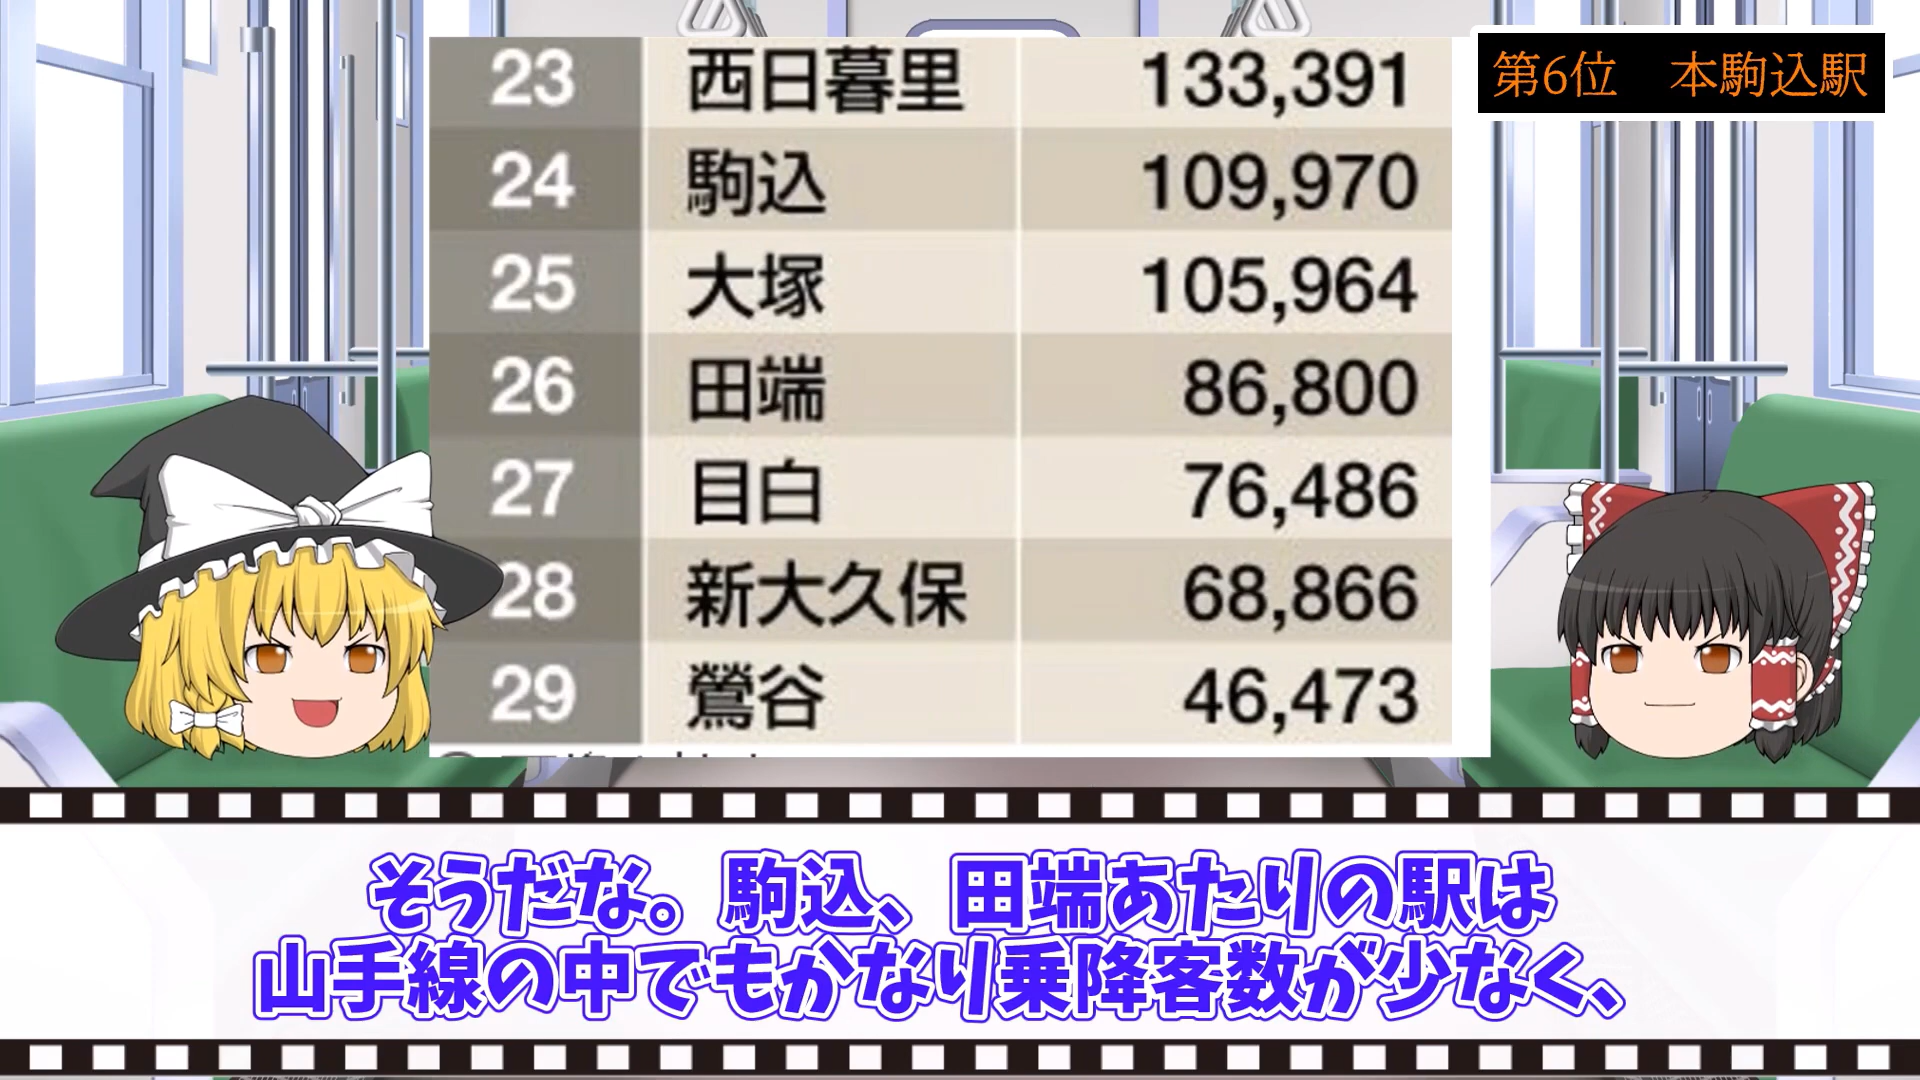 第6位　本駒込駅
23 西日暮里 133,391
24 駒込 109,970
25 大塚 105,964
26 田端 86,800
27 目白 76,486
28 新大久保 68,866
29 鶯谷 46,473
そうだな。駒込、田端あたりの駅は
山手線の中でもかなり乗降客数が少なく、